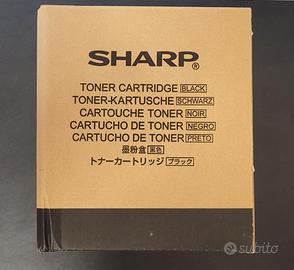 SHARP®
TONER CARTRIDGE BLACK
TONER-KARTUSCHE SCHWARZ
CARTOUCHE TONER NOIR
CARTUCHO DE TONER NEGRO
CARTUCHO DE TONER PRETO
墨粉盒 黑色
トナーカートリッジ ブラック
subito